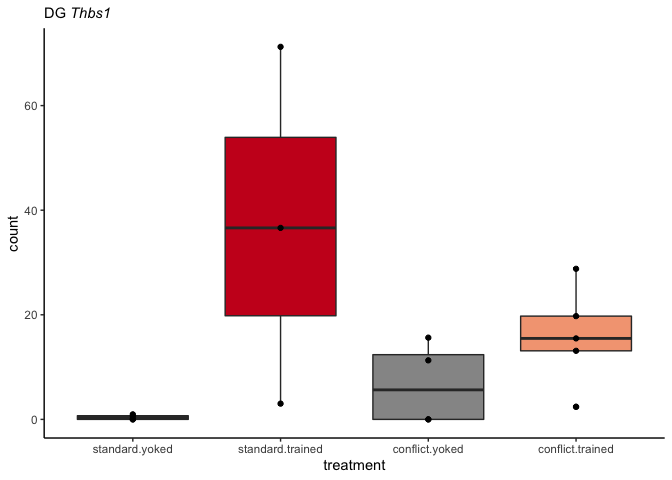 DG Thbs1
count
60
40
20
0
standard.yoked standard.trained conflict.yoked conflict.trained
treatment